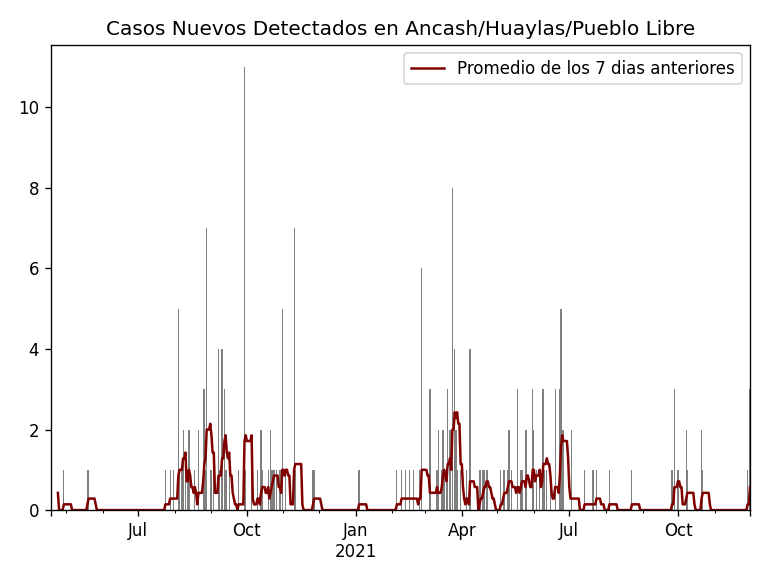 Casos Nuevos Detectados en Ancash/Huaylas/Pueblo Libre
Promedio de los 7 dias anteriores
10
8
6
4
2
0
Jul
Oct
Jan
2021
Apr
Jul
Oct